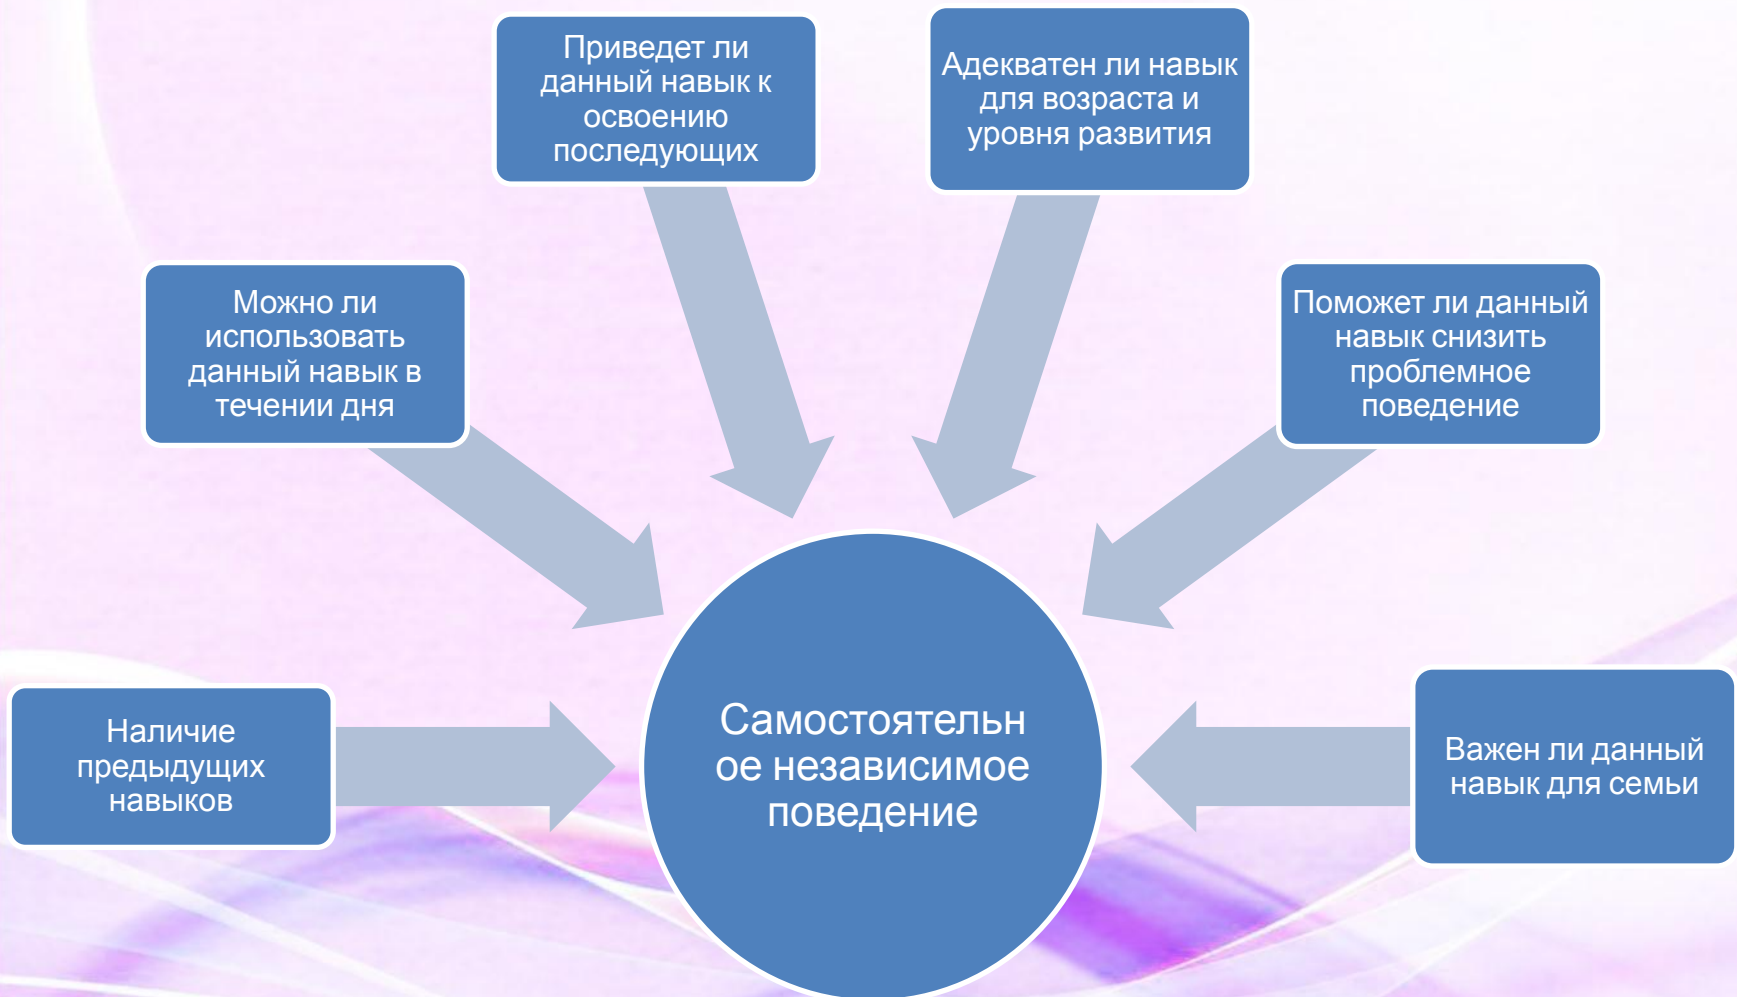 Приведет ли
данный навык к
освоению
последующих
Адекватен ли навык
для возраста и
уровня развития
Можно ли
использовать
данный навык в
течении дня
Поможет ли данный
навык снизить
проблемное
поведение
Наличие
предыдущих
навыков
Самостоятельн
ое независимое
поведение
Важен ли данный
навык для семьи